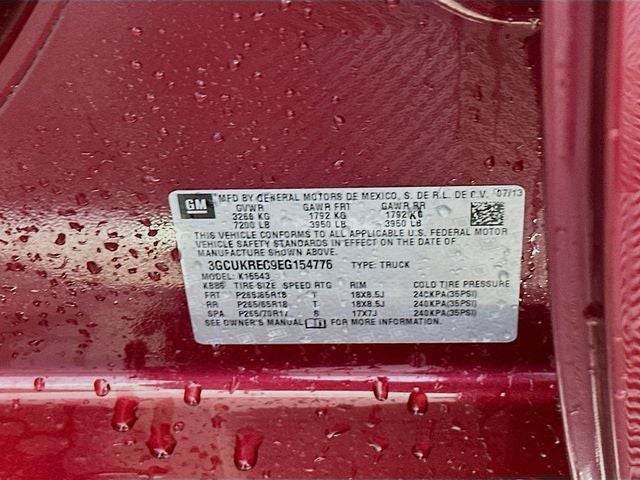 GM MFD BY GENERAL MOTORS DE MEXICO, S. DE R.L. DE C.V. 07/13
GVWR GAWR FRT GAWR RR
3266 KG 1792 KG 1792 KG
7200 LB 3950 LB 3950 LB
THIS VEHICLE CONFORMS TO ALL APPLICABLE U.S. FEDERAL MOTOR
VEHICLE SAFETY STANDARDS IN EFFECT ON THE DATE OF
MANUFACTURE SHOWN ABOVE.
3GCUKREC9EG154776 TYPE: TRUCK
MODEL: K15543
TIRE SIZE SPEED RTG RIM COLD TIRE PRESSURE
FRT P265/65R18 T 18X8.5J 240KPA(35PSI)
RR P265/65R18 T 18X8.5J 240KPA(35PSI)
SPA P265/70R17 S 17X7J 240KPA(35PSI)
SEE OWNER'S MANUAL FOR MORE INFORMATION.